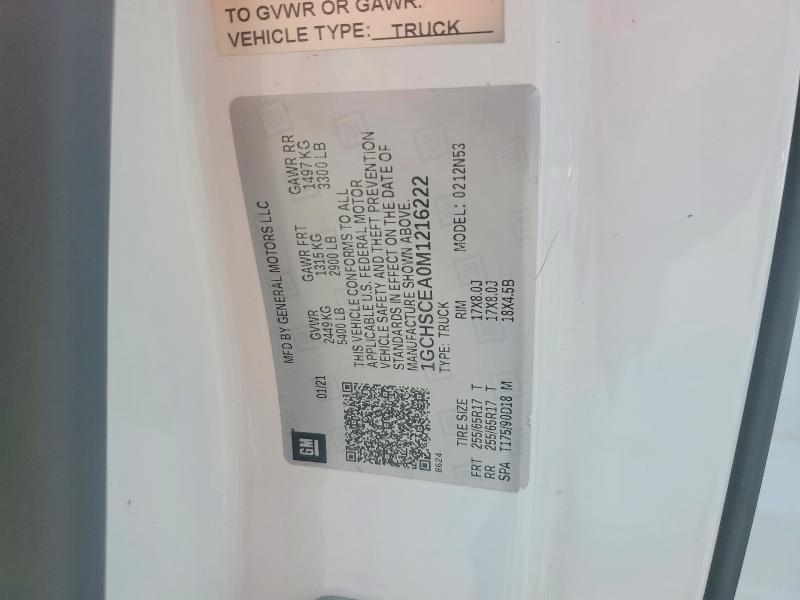 TO GVWR OR GAWR.
VEHICLE TYPE: TRUCK
GM
MFD BY GENERAL MOTORS LLC
01/21
GVWR GAWR FRT GAWR RR
2449 KG 1315 KG 1497 KG
5400 LB 2900 LB 3300 LB
THIS VEHICLE CONFORMS TO ALL
APPLICABLE U.S. FEDERAL MOTOR
VEHICLE SAFETY AND THEFT PREVENTION
STANDARDS IN EFFECT ON THE DATE OF
MANUFACTURE SHOWN ABOVE.
1GCHSCEA0M1216222
8624 TYPE: TRUCK MODEL: 0212N53
TIRE SIZE RIM
FRT 255/65R17 T 17X8.0J
RR 255/65R17 T 17X8.0J
SPA T175/90D18 M 18X4.5B